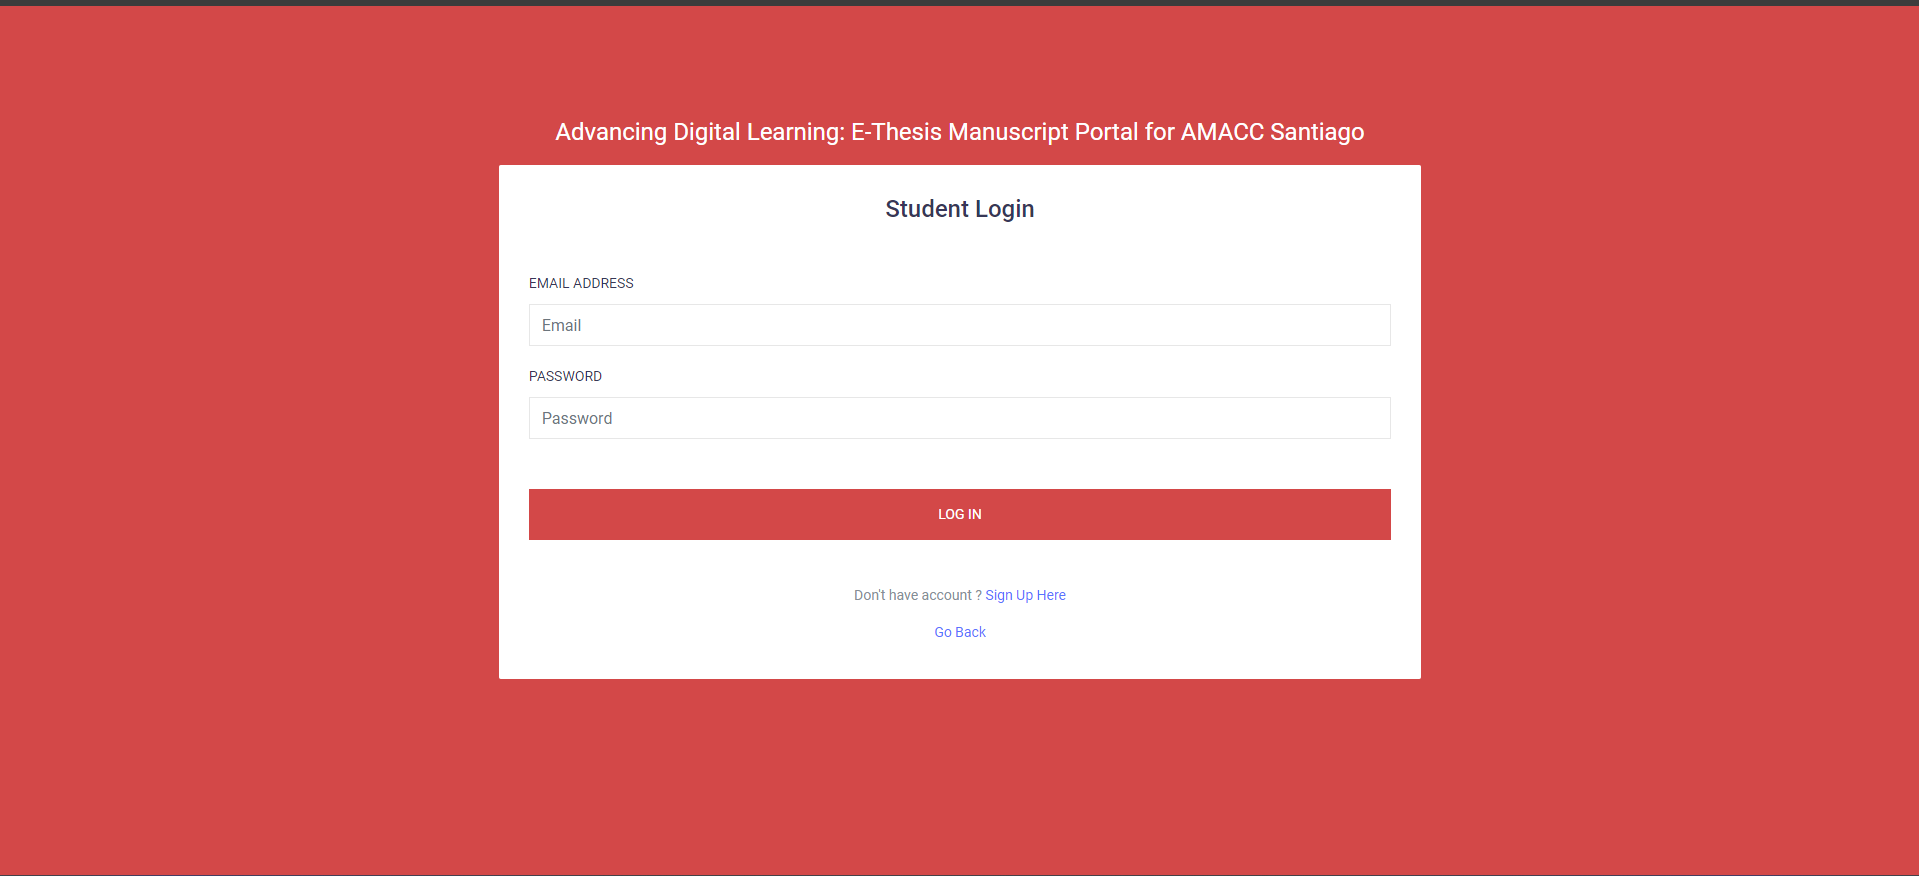 Advancing Digital Learning: E-Thesis Manuscript Portal for AMACC Santiago
Student Login
EMAIL ADDRESS
Email
PASSWORD
Password
LOG IN
Don't have account ? Sign Up Here
Go Back